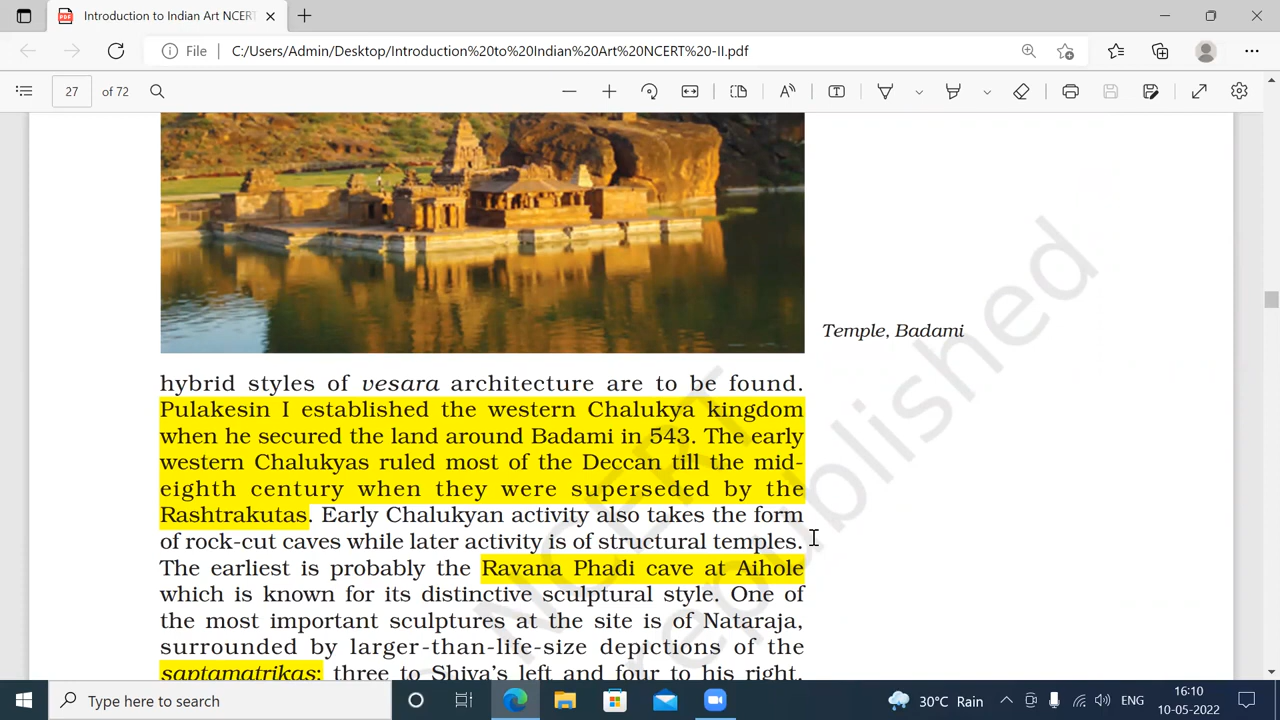 Introduction to Indian Art NCERT
File
C:/Users/Admin/Desktop/Introduction%20to%20Indian%20Art%20NCERT%20-II.pdf
27 of 72
Temple, Badami
hybrid styles of vesara architecture are to be found.
Pulakesin I established the western Chalukya kingdom
when he secured the land around Badami in 543. The early
western Chalukyas ruled most of the Deccan till the mid-
eighth century when they were superseded by the
Rashtrakutas. Early Chalukyan activity also takes the form
of rock-cut caves while later activity is of structural temples.
The earliest is probably the Ravana Phadi cave at Aihole
which is known for its distinctive sculptural style. One of
the most important sculptures at the site is of Nataraja,
surrounded by larger-than-life-size depictions of the
saptamatrikas: three to Shiva's left and four to his right.
NCERT
republished
Type here to search
30°C Rain
ENG
16:10
10-05-2022